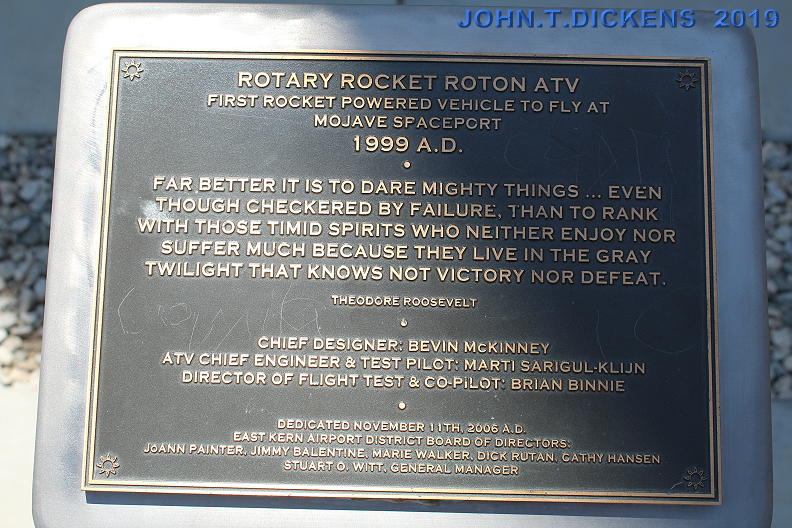 JOHN.T.DICKENS 2019
ROTARY ROCKET ROTON ATV
FIRST ROCKET POWERED VEHICLE TO FLY AT
MOJAVE SPACEPORT
1999 A.D.
FAR BETTER IT IS TO DARE MIGHTY THINGS ... EVEN
THOUGH CHECKERED BY FAILURE, THAN TO RANK
WITH THOSE TIMID SPIRITS WHO NEITHER ENJOY NOR
SUFFER MUCH BECAUSE THEY LIVE IN THE GRAY
TWILIGHT THAT KNOWS NOT VICTORY NOR DEFEAT.
THEODORE ROOSEVELT
CHIEF DESIGNER: BEVIN McKINNEY
ATV CHIEF ENGINEER & TEST PILOT: MARTI SARIGUL-KLIJN
DIRECTOR OF FLIGHT TEST & CO-PILOT: BRIAN BINNIE
DEDICATED NOVEMBER 11TH, 2006 A.D.
EAST KERN AIRPORT DISTRICT BOARD OF DIRECTORS:
JoANN PAINTER, JIMMY BALENTINE, MARIE WALKER, DICK RUTAN, CATHY HANSEN
STUART O. WITT, GENERAL MANAGER